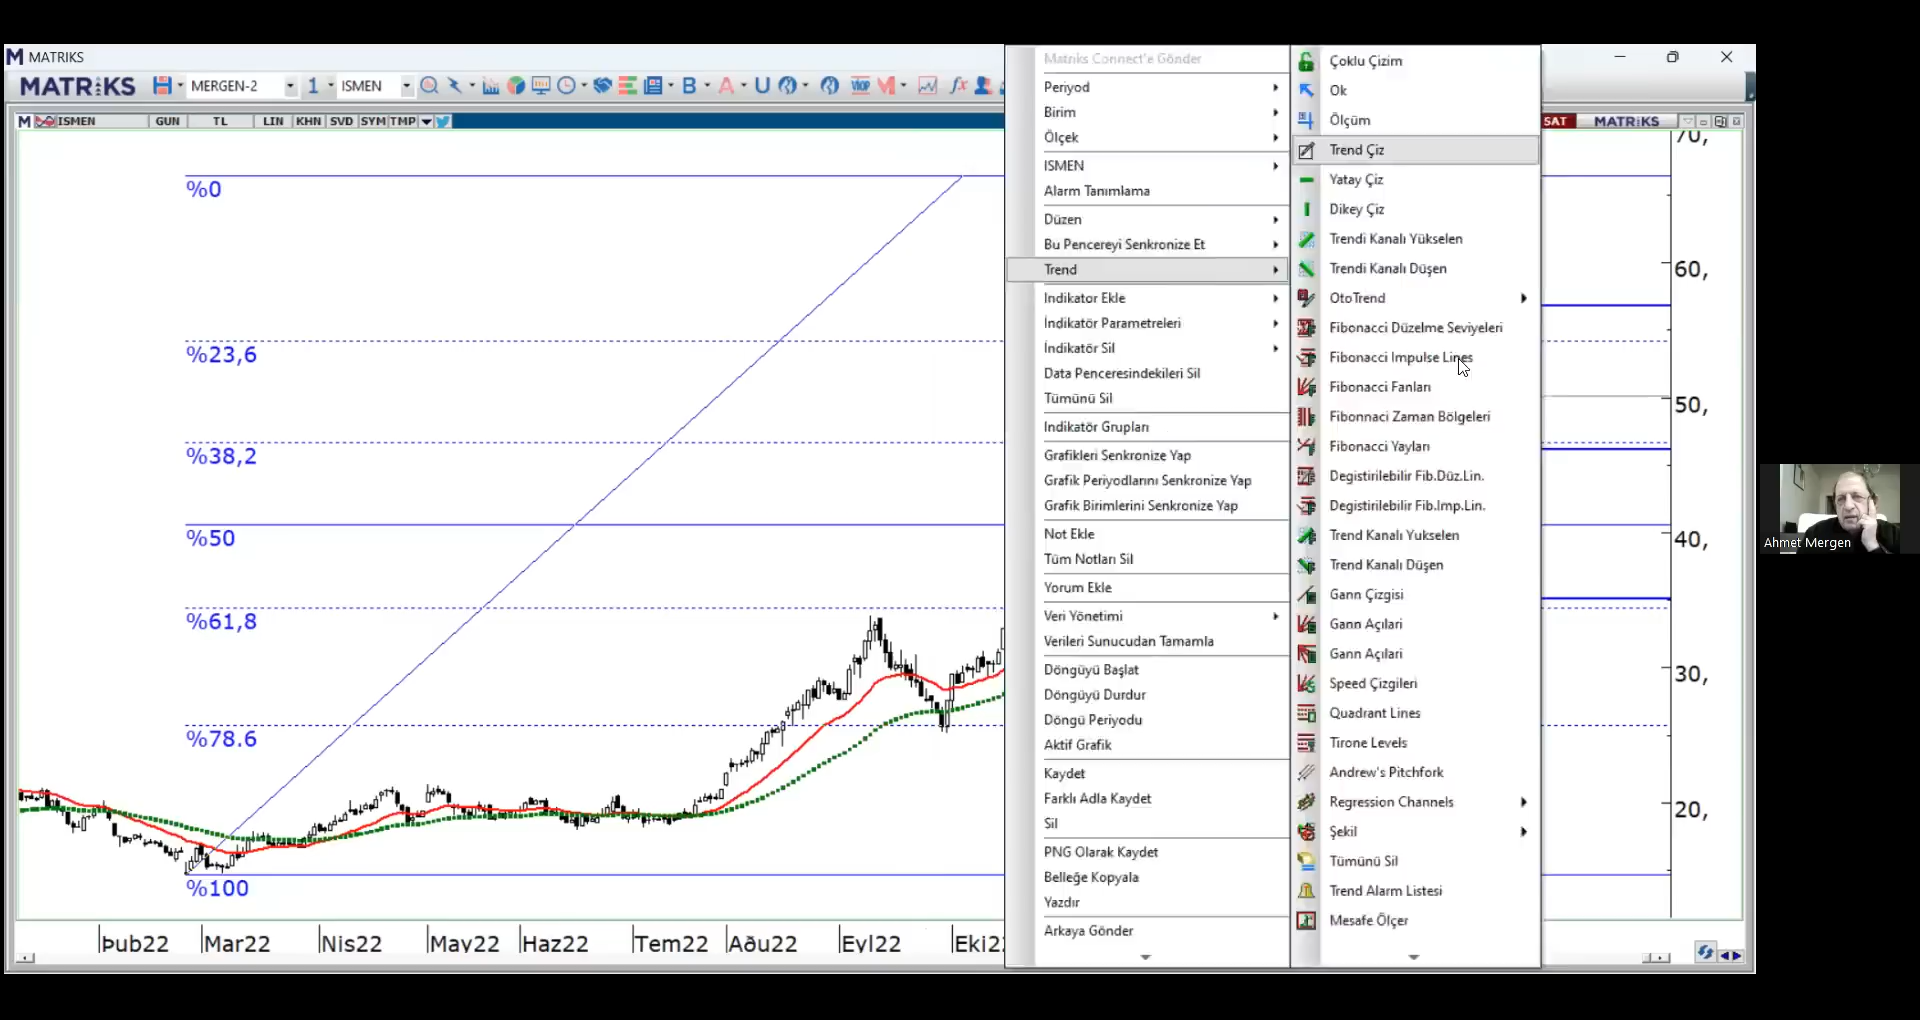 MATRIKS
MATRiKS MERGEN-2 1 ISMEN B A U VIOP M fx
M ISMEN GUN TL LIN KHN SVD SYM TMP SAT MATRiKS
%0
%23,6
%38,2
%50
%61,8
%78.6
%100
Þub22 Mar22 Nis22 May22 Haz22 Tem22 Aðu22 Eyl22 Eki2
Matriks Connect'e Gönder
Periyod
Birim
Ölçek
ISMEN
Alarm Tanımlama
Düzen
Bu Pencereyi Senkronize Et
Trend
Indikator Ekle
İndikatör Parametreleri
İndikatör Sil
Data Penceresindekileri Sil
Tümünü Sil
Indikatör Grupları
Grafikleri Senkronize Yap
Grafik Periyodlarını Senkronize Yap
Grafik Birimlerini Senkronize Yap
Not Ekle
Tüm Notları Sil
Yorum Ekle
Veri Yönetimi
Verileri Sunucudan Tamamla
Döngüyü Başlat
Döngüyü Durdur
Döngü Periyodu
Aktif Grafik
Kaydet
Farklı Adla Kaydet
Sil
PNG Olarak Kaydet
Belleğe Kopyala
Yazdır
Arkaya Gönder
Çoklu Çizim
Ok
Ölçüm
Trend Çiz
Yatay Çiz
Dikey Çiz
Trendi Kanalı Yükselen
Trendi Kanalı Düşen
OtoTrend
Fibonacci Düzelme Seviyeleri
Fibonacci Impulse Lines
Fibonacci Fanları
Fibonnaci Zaman Bölgeleri
Fibonacci Yayları
Degistirilebilir Fib.Düz.Lin.
Degistirilebilir Fib.Imp.Lin.
Trend Kanalı Yukselen
Trend Kanalı Düşen
Gann Çizgisi
Gann Açılari
Gann Açılari
Speed Çizgileri
Quadrant Lines
Tirone Levels
Andrew's Pitchfork
Regression Channels
Şekil
Tümünü Sil
Trend Alarm Listesi
Mesafe Ölçer
70,
60,
50,
40,
30,
20,
Ahmet Mergen